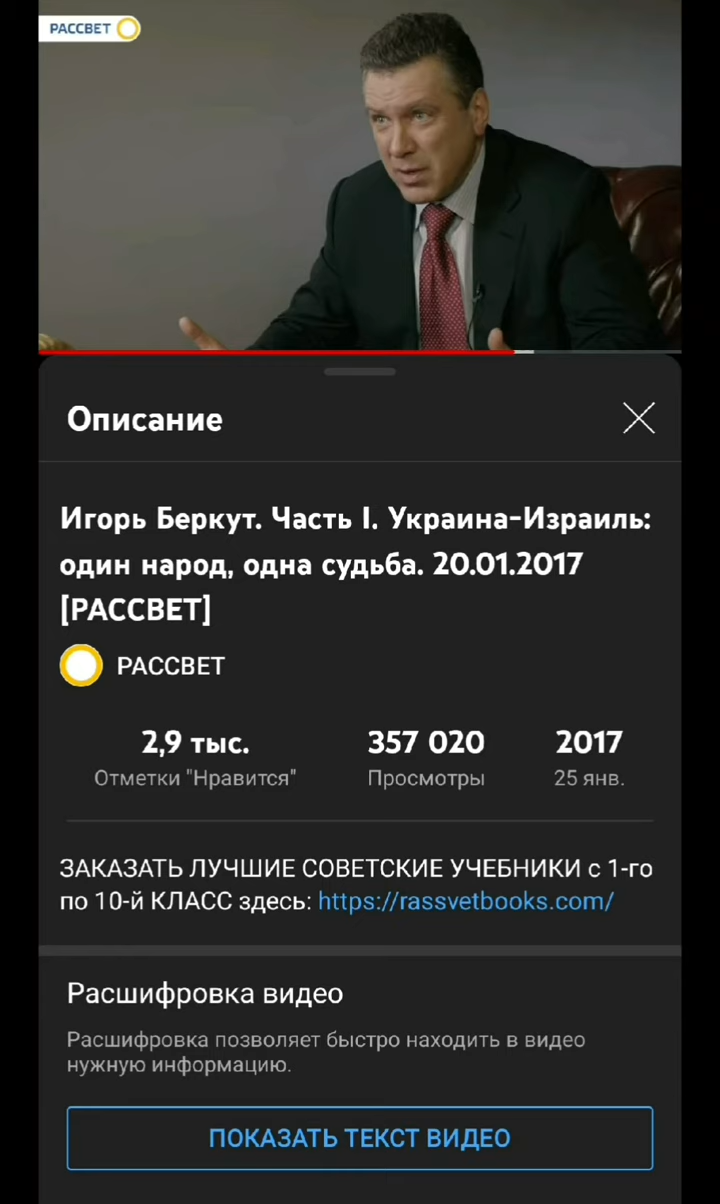 РАССВЕТ
Описание
Игорь Беркут. Часть I. Украина-Израиль:
один народ, одна судьба. 20.01.2017
[РАССВЕТ]
РАССВЕТ
2,9 тыс.
357 020
2017
Отметки "Нравится"
Просмотры
25 янв.
ЗАКАЗАТЬ ЛУЧШИЕ СОВЕТСКИЕ УЧЕБНИКИ с 1-го
по 10-й КЛАСС здесь: https://rassvetbooks.com/
Расшифровка видео
Расшифровка позволяет быстро находить в видео
нужную информацию.
ПОКАЗАТЬ ТЕКСТ ВИДЕО